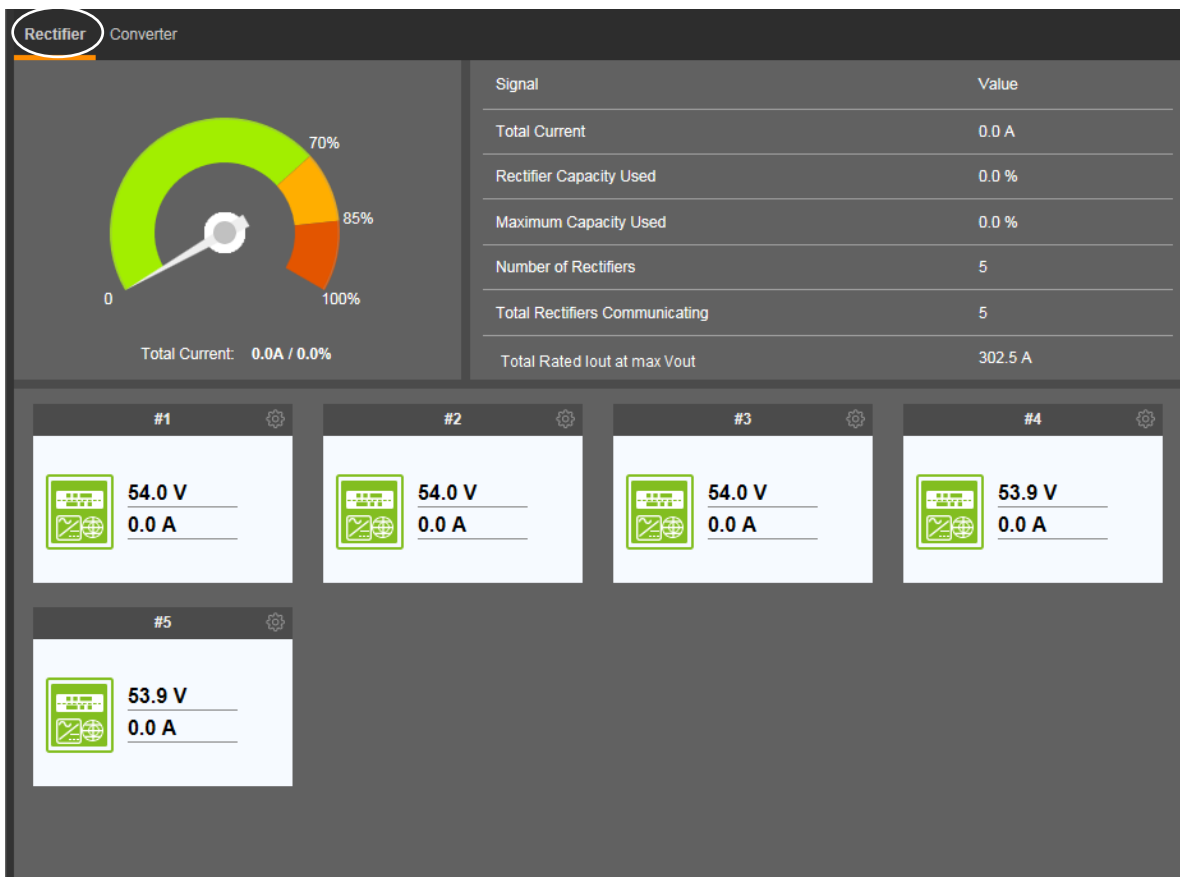 Rectifier Converter
70%
85%
0
100%
Total Current: 0.0A / 0.0%
Signal Value
Total Current 0.0 A
Rectifier Capacity Used 0.0 %
Maximum Capacity Used 0.0 %
Number of Rectifiers 5
Total Rectifiers Communicating 5
Total Rated Iout at max Vout 302.5 A
#1 #2 #3 #4
54.0 V 54.0 V 54.0 V 53.9 V
0.0 A 0.0 A 0.0 A 0.0 A
#5
53.9 V
0.0 A